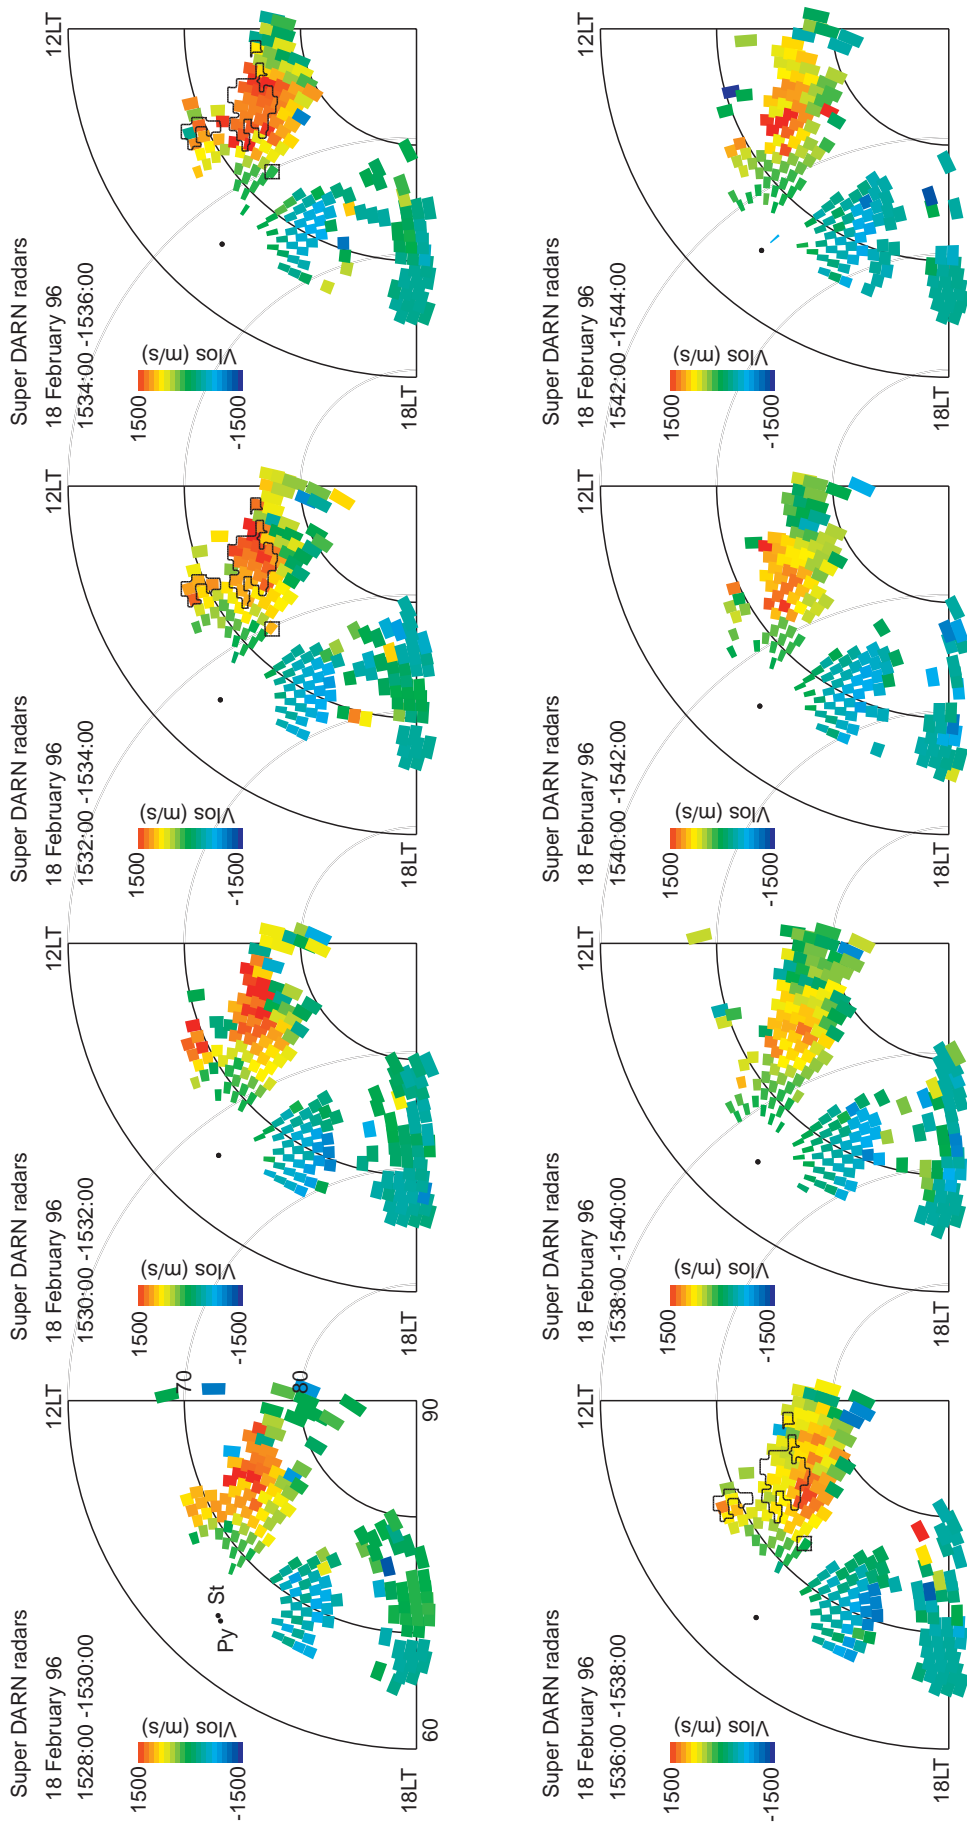 Super DARN radars
18 February 96
1528:00 -1530:00
12LT
1500
-1500
Vlos (m/s)
Py
St
70
80
90
60
18LT
Super DARN radars
18 February 96
1530:00 -1532:00
12LT
1500
-1500
Vlos (m/s)
18LT
Super DARN radars
18 February 96
1532:00 -1534:00
12LT
1500
-1500
Vlos (m/s)
18LT
Super DARN radars
18 February 96
1534:00 -1536:00
12LT
1500
-1500
Vlos (m/s)
18LT
Super DARN radars
18 February 96
1536:00 -1538:00
12LT
1500
-1500
Vlos (m/s)
18LT
Super DARN radars
18 February 96
1538:00 -1540:00
12LT
1500
-1500
Vlos (m/s)
18LT
Super DARN radars
18 February 96
1540:00 -1542:00
12LT
1500
-1500
Vlos (m/s)
18LT
Super DARN radars
18 February 96
1542:00 -1544:00
12LT
1500
-1500
Vlos (m/s)
18LT